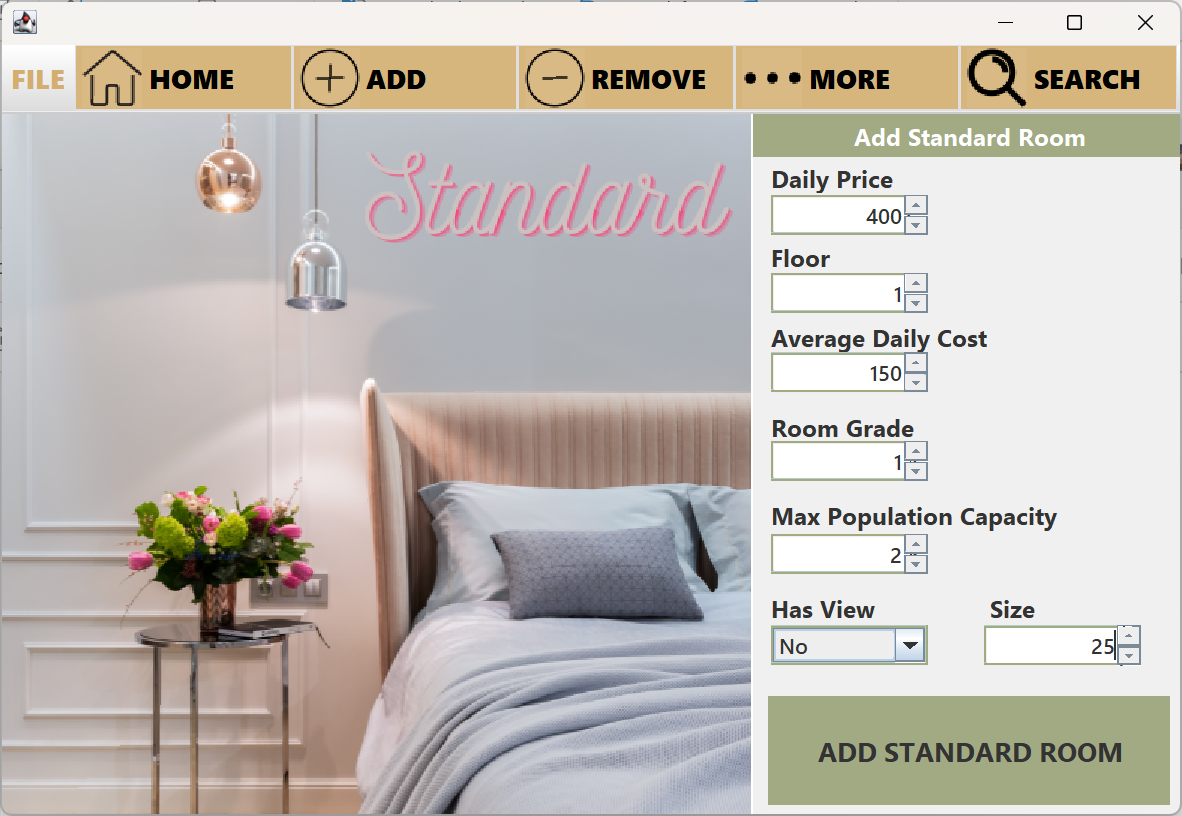 FILE HOME ADD REMOVE MORE SEARCH
Standard
Add Standard Room
Daily Price
400
Floor
1
Average Daily Cost
150
Room Grade
1
Max Population Capacity
2
Has View Size
No 25
ADD STANDARD ROOM